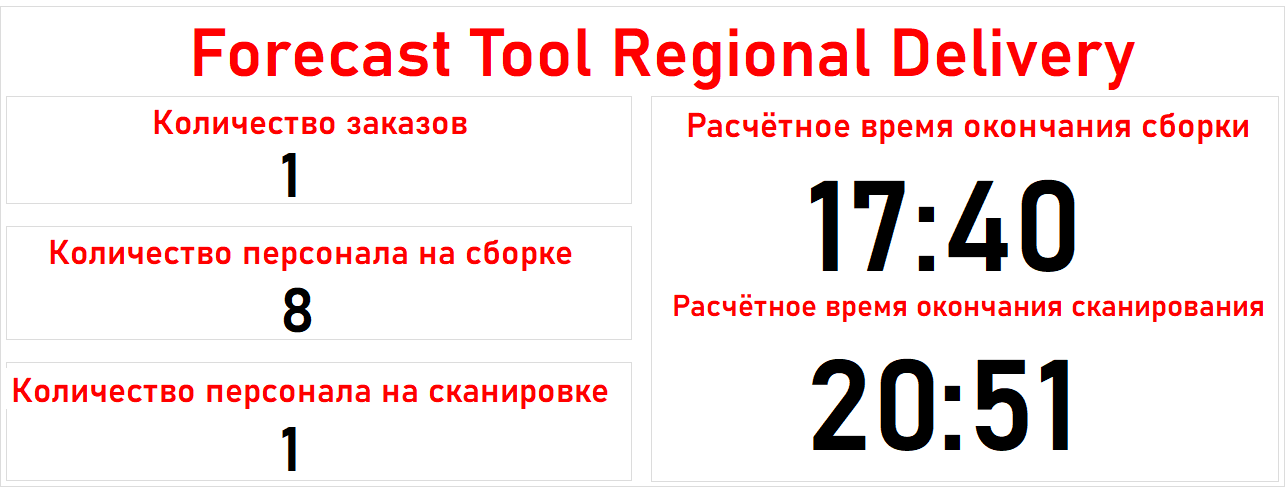 Forecast Tool Regional Delivery
Количество заказов
1
Количество персонала на сборке
8
Количество персонала на сканировке
1
Расчётное время окончания сборки
17:40
Расчётное время окончания сканирования
20:51